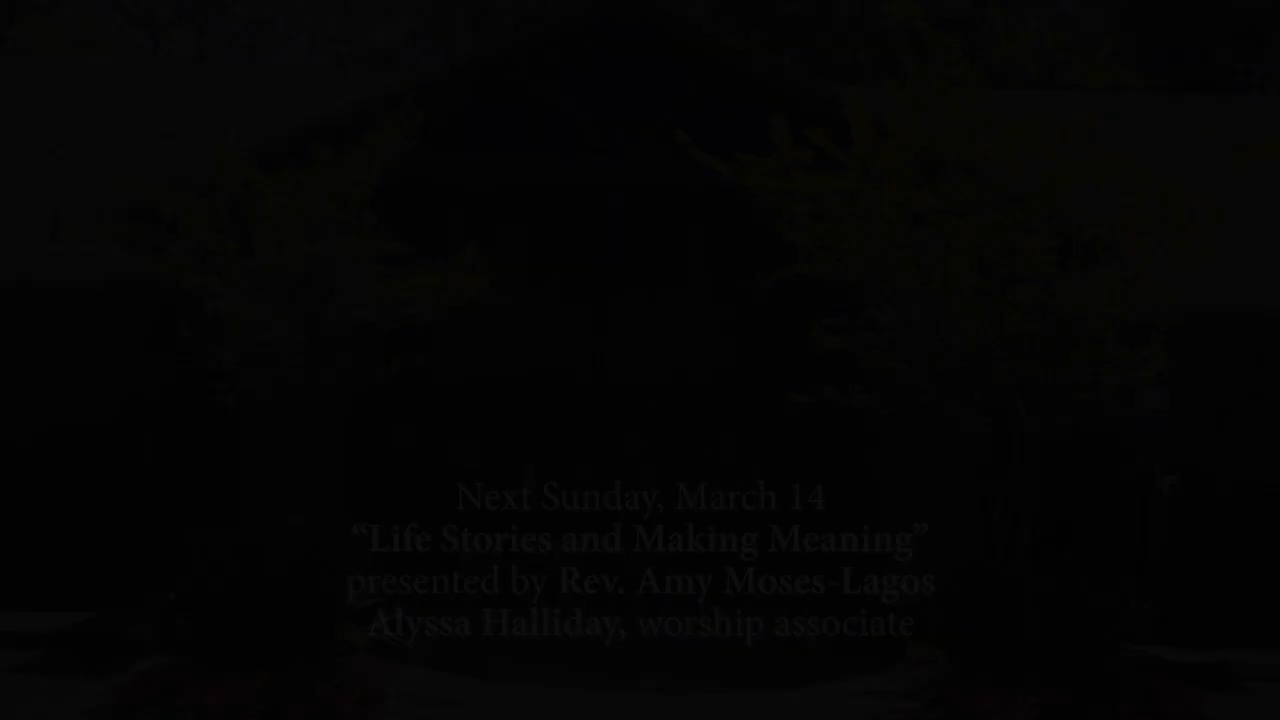 Next Sunday, March 14
“Life Stories and Making Meaning”
presented by Rev. Amy Moses-Lagos
Alyssa Halliday, worship associate